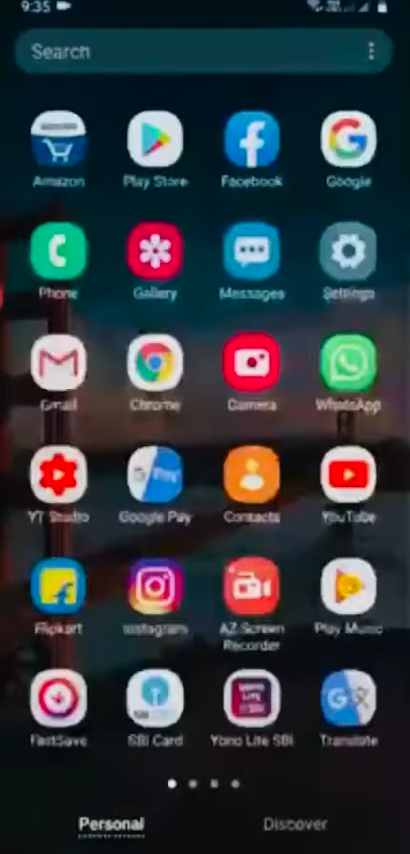 9:35
Search
Amazon Play Store Facebook Google
Phone Gallery Messages Settings
Gmail Chrome Camera WhatsApp
YT Studio Google Pay Contacts YouTube
Flipkart Instagram AZ Screen Play Music
Recorder
FastSave SBI Card Yono Lite SBI Translate
Personal Discover